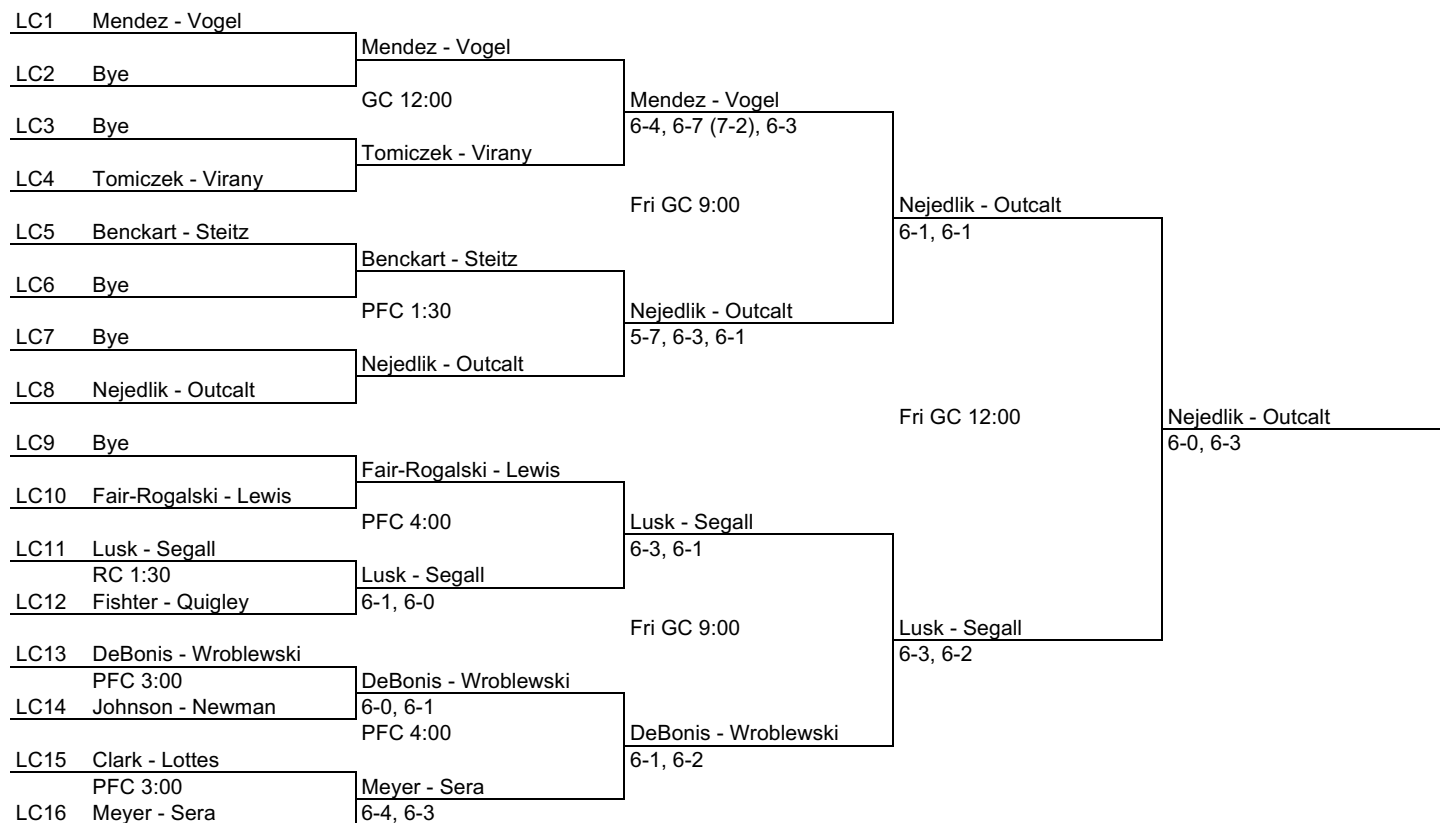 LC1 Mendez - Vogel
Mendez - Vogel
LC2 Bye
GC 12:00 Mendez - Vogel
LC3 Bye 6-4, 6-7 (7-2), 6-3
Tomiczek - Virany
LC4 Tomiczek - Virany
Fri GC 9:00 Nejedlik - Outcalt
LC5 Benckart - Steitz 6-1, 6-1
Benckart - Steitz
LC6 Bye
PFC 1:30 Nejedlik - Outcalt
LC7 Bye 5-7, 6-3, 6-1
Nejedlik - Outcalt
LC8 Nejedlik - Outcalt
Fri GC 12:00 Nejedlik - Outcalt
LC9 Bye 6-0, 6-3
Fair-Rogalski - Lewis
LC10 Fair-Rogalski - Lewis
PFC 4:00 Lusk - Segall
LC11 Lusk - Segall 6-3, 6-1
RC 1:30 Lusk - Segall
LC12 Fishter - Quigley 6-1, 6-0
Fri GC 9:00 Lusk - Segall
LC13 DeBonis - Wroblewski 6-3, 6-2
PFC 3:00 DeBonis - Wroblewski
LC14 Johnson - Newman 6-0, 6-1
PFC 4:00 DeBonis - Wroblewski
LC15 Clark - Lottes 6-1, 6-2
PFC 3:00 Meyer - Sera
LC16 Meyer - Sera 6-4, 6-3